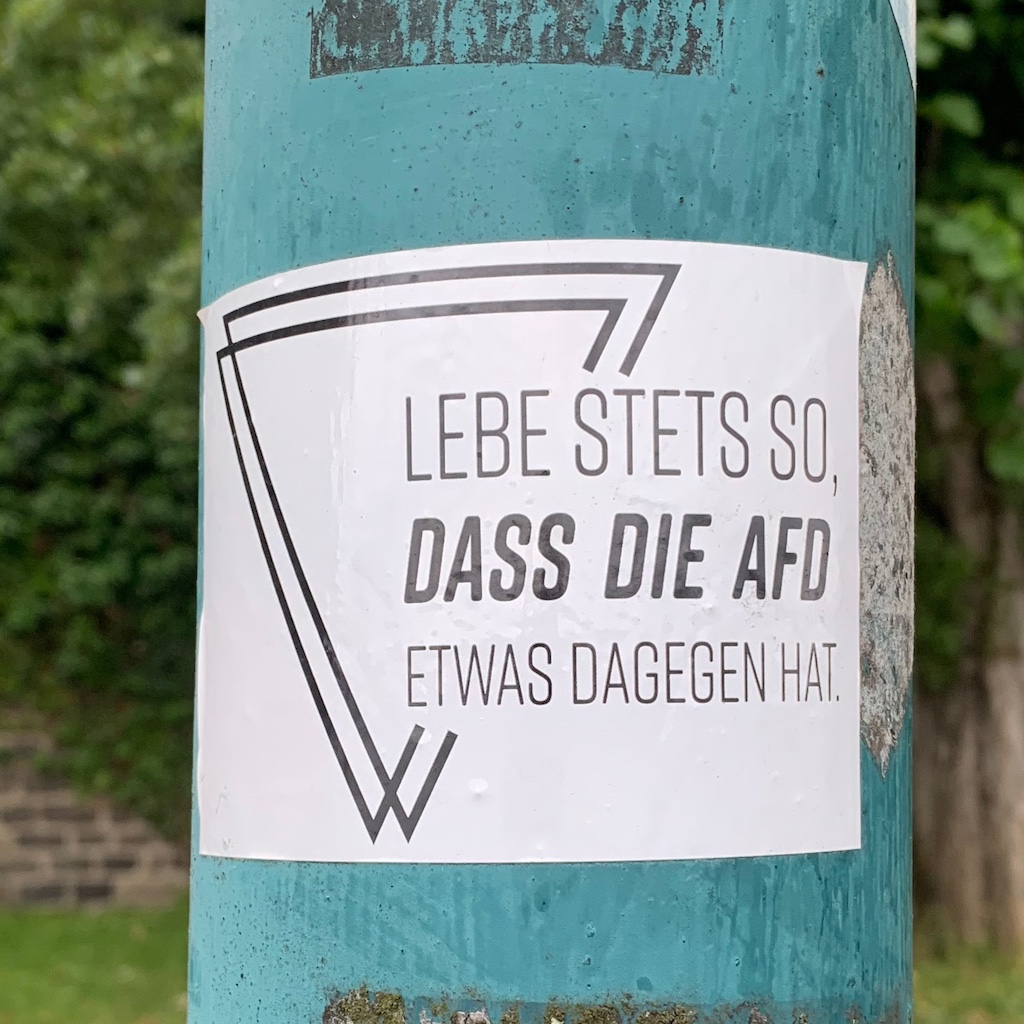 LEBE STETS SO,
DASS DIE AFD
ETWAS DAGEGEN HAT.